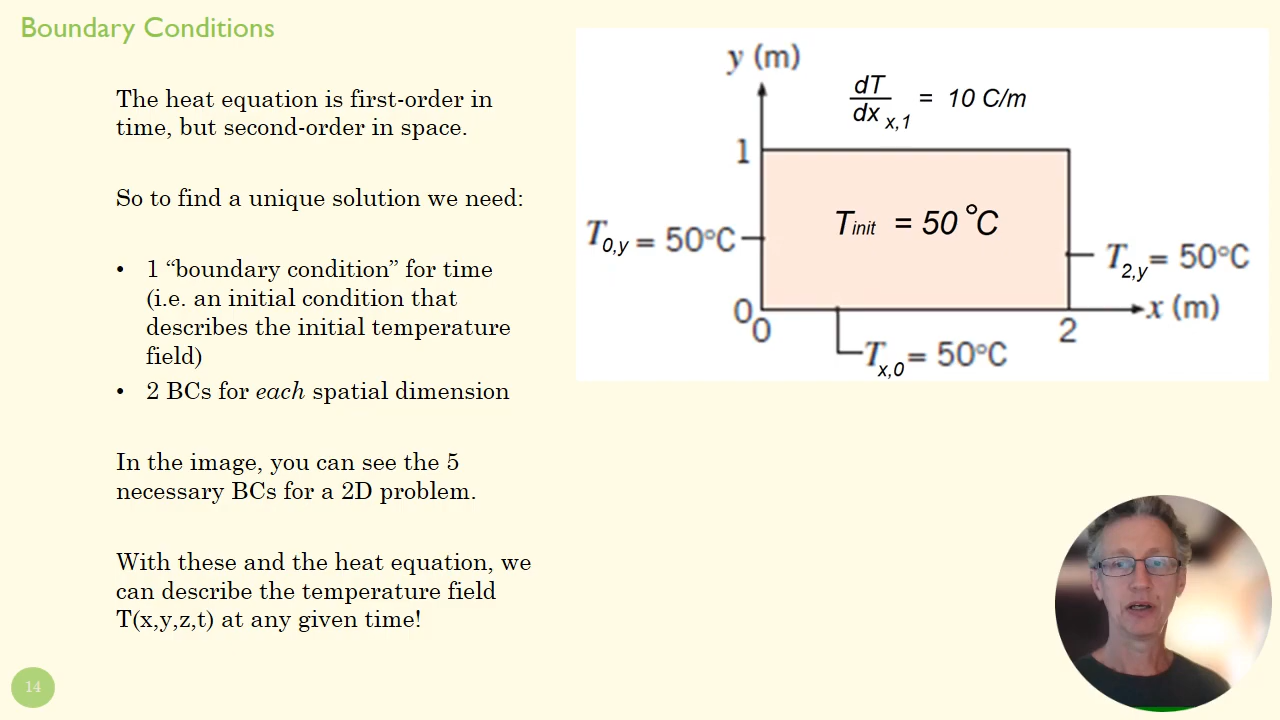 Boundary Conditions
The heat equation is first-order in
time, but second-order in space.
So to find a unique solution we need:
• 1 “boundary condition” for time
(i.e. an initial condition that
describes the initial temperature
field)
• 2 BCs for each spatial dimension
In the image, you can see the 5
necessary BCs for a 2D problem.
With these and the heat equation, we
can describe the temperature field
T(x,y,z,t) at any given time!
14
y (m)
dT
dx x,1 = 10 C/m
1
Tinit = 50 °C
T0,y = 50°C
T2,y = 50°C
0
x (m)
0
2
Tx,0 = 50°C